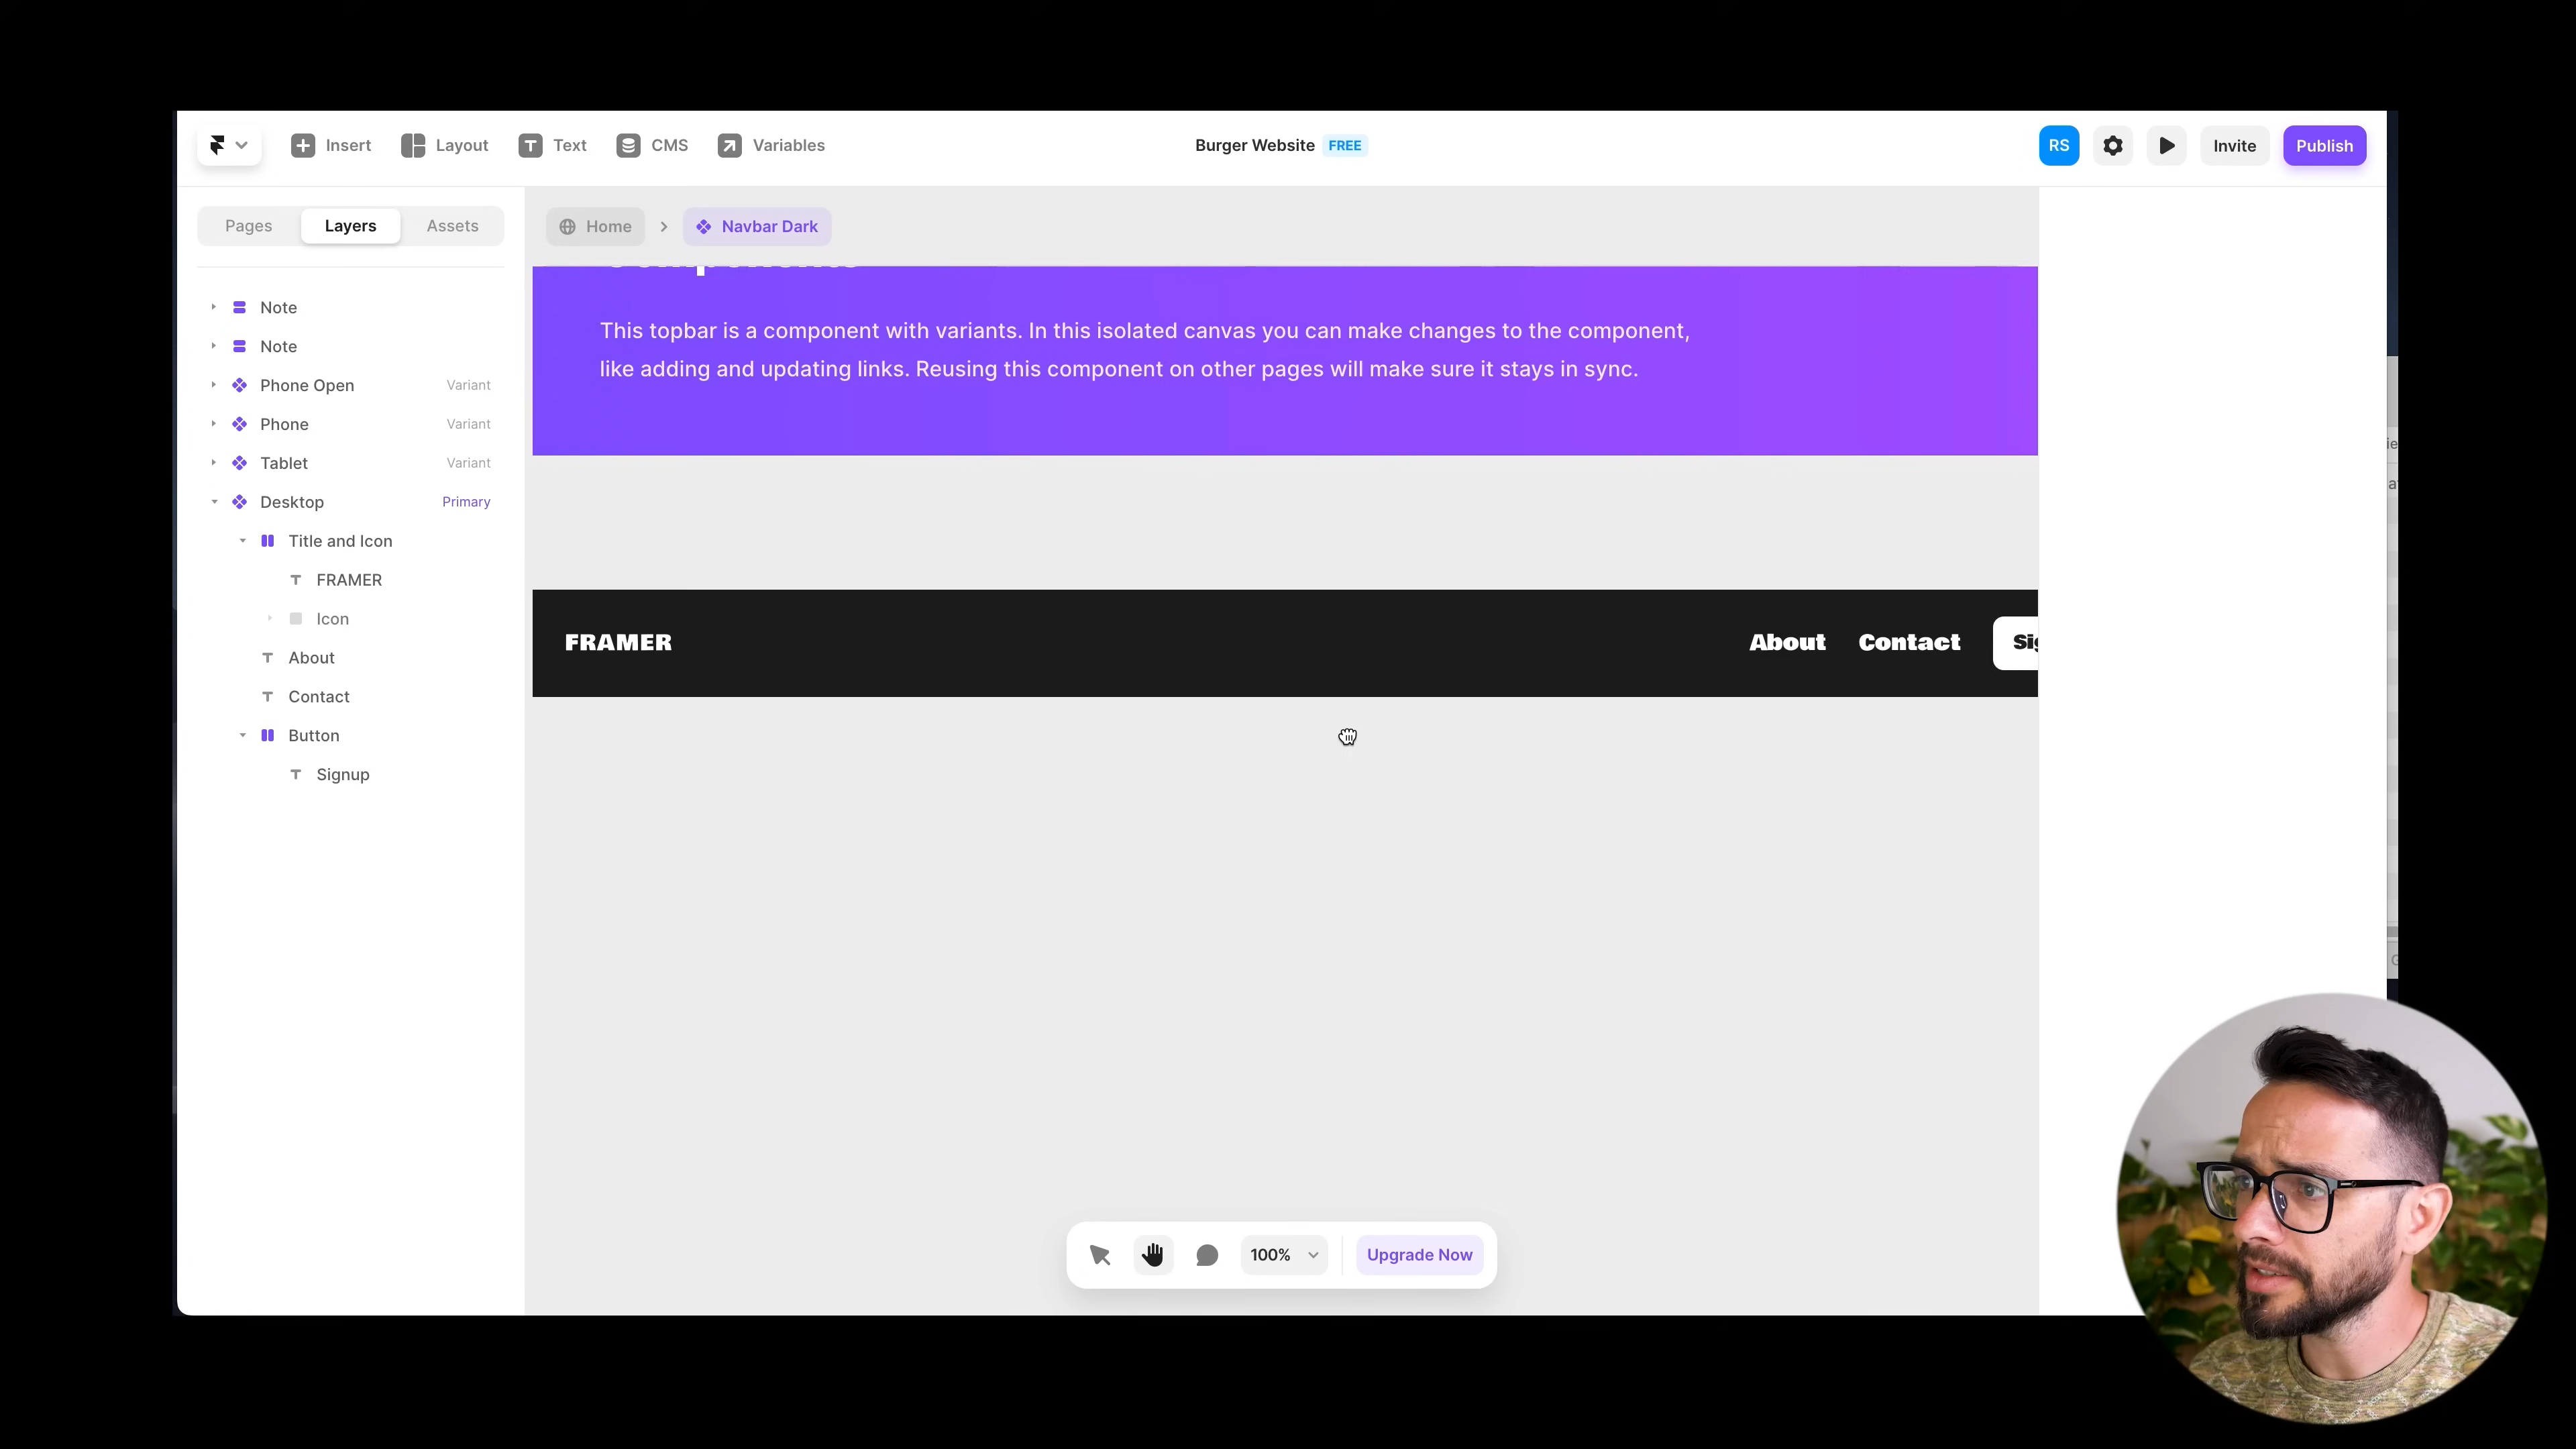 Insert Layout Text CMS Variables Burger Website FREE RS Invite Publish
Pages Layers Assets
Home Navbar Dark
Note
Note
Phone Open Variant
Phone Variant
Tablet Variant
Desktop Primary
Title and Icon
FRAMER
Icon
About
Contact
Button
Signup
This topbar is a component with variants. In this isolated canvas you can make changes to the component,
like adding and updating links. Reusing this component on other pages will make sure it stays in sync.
FRAMER About Contact
100% Upgrade Now